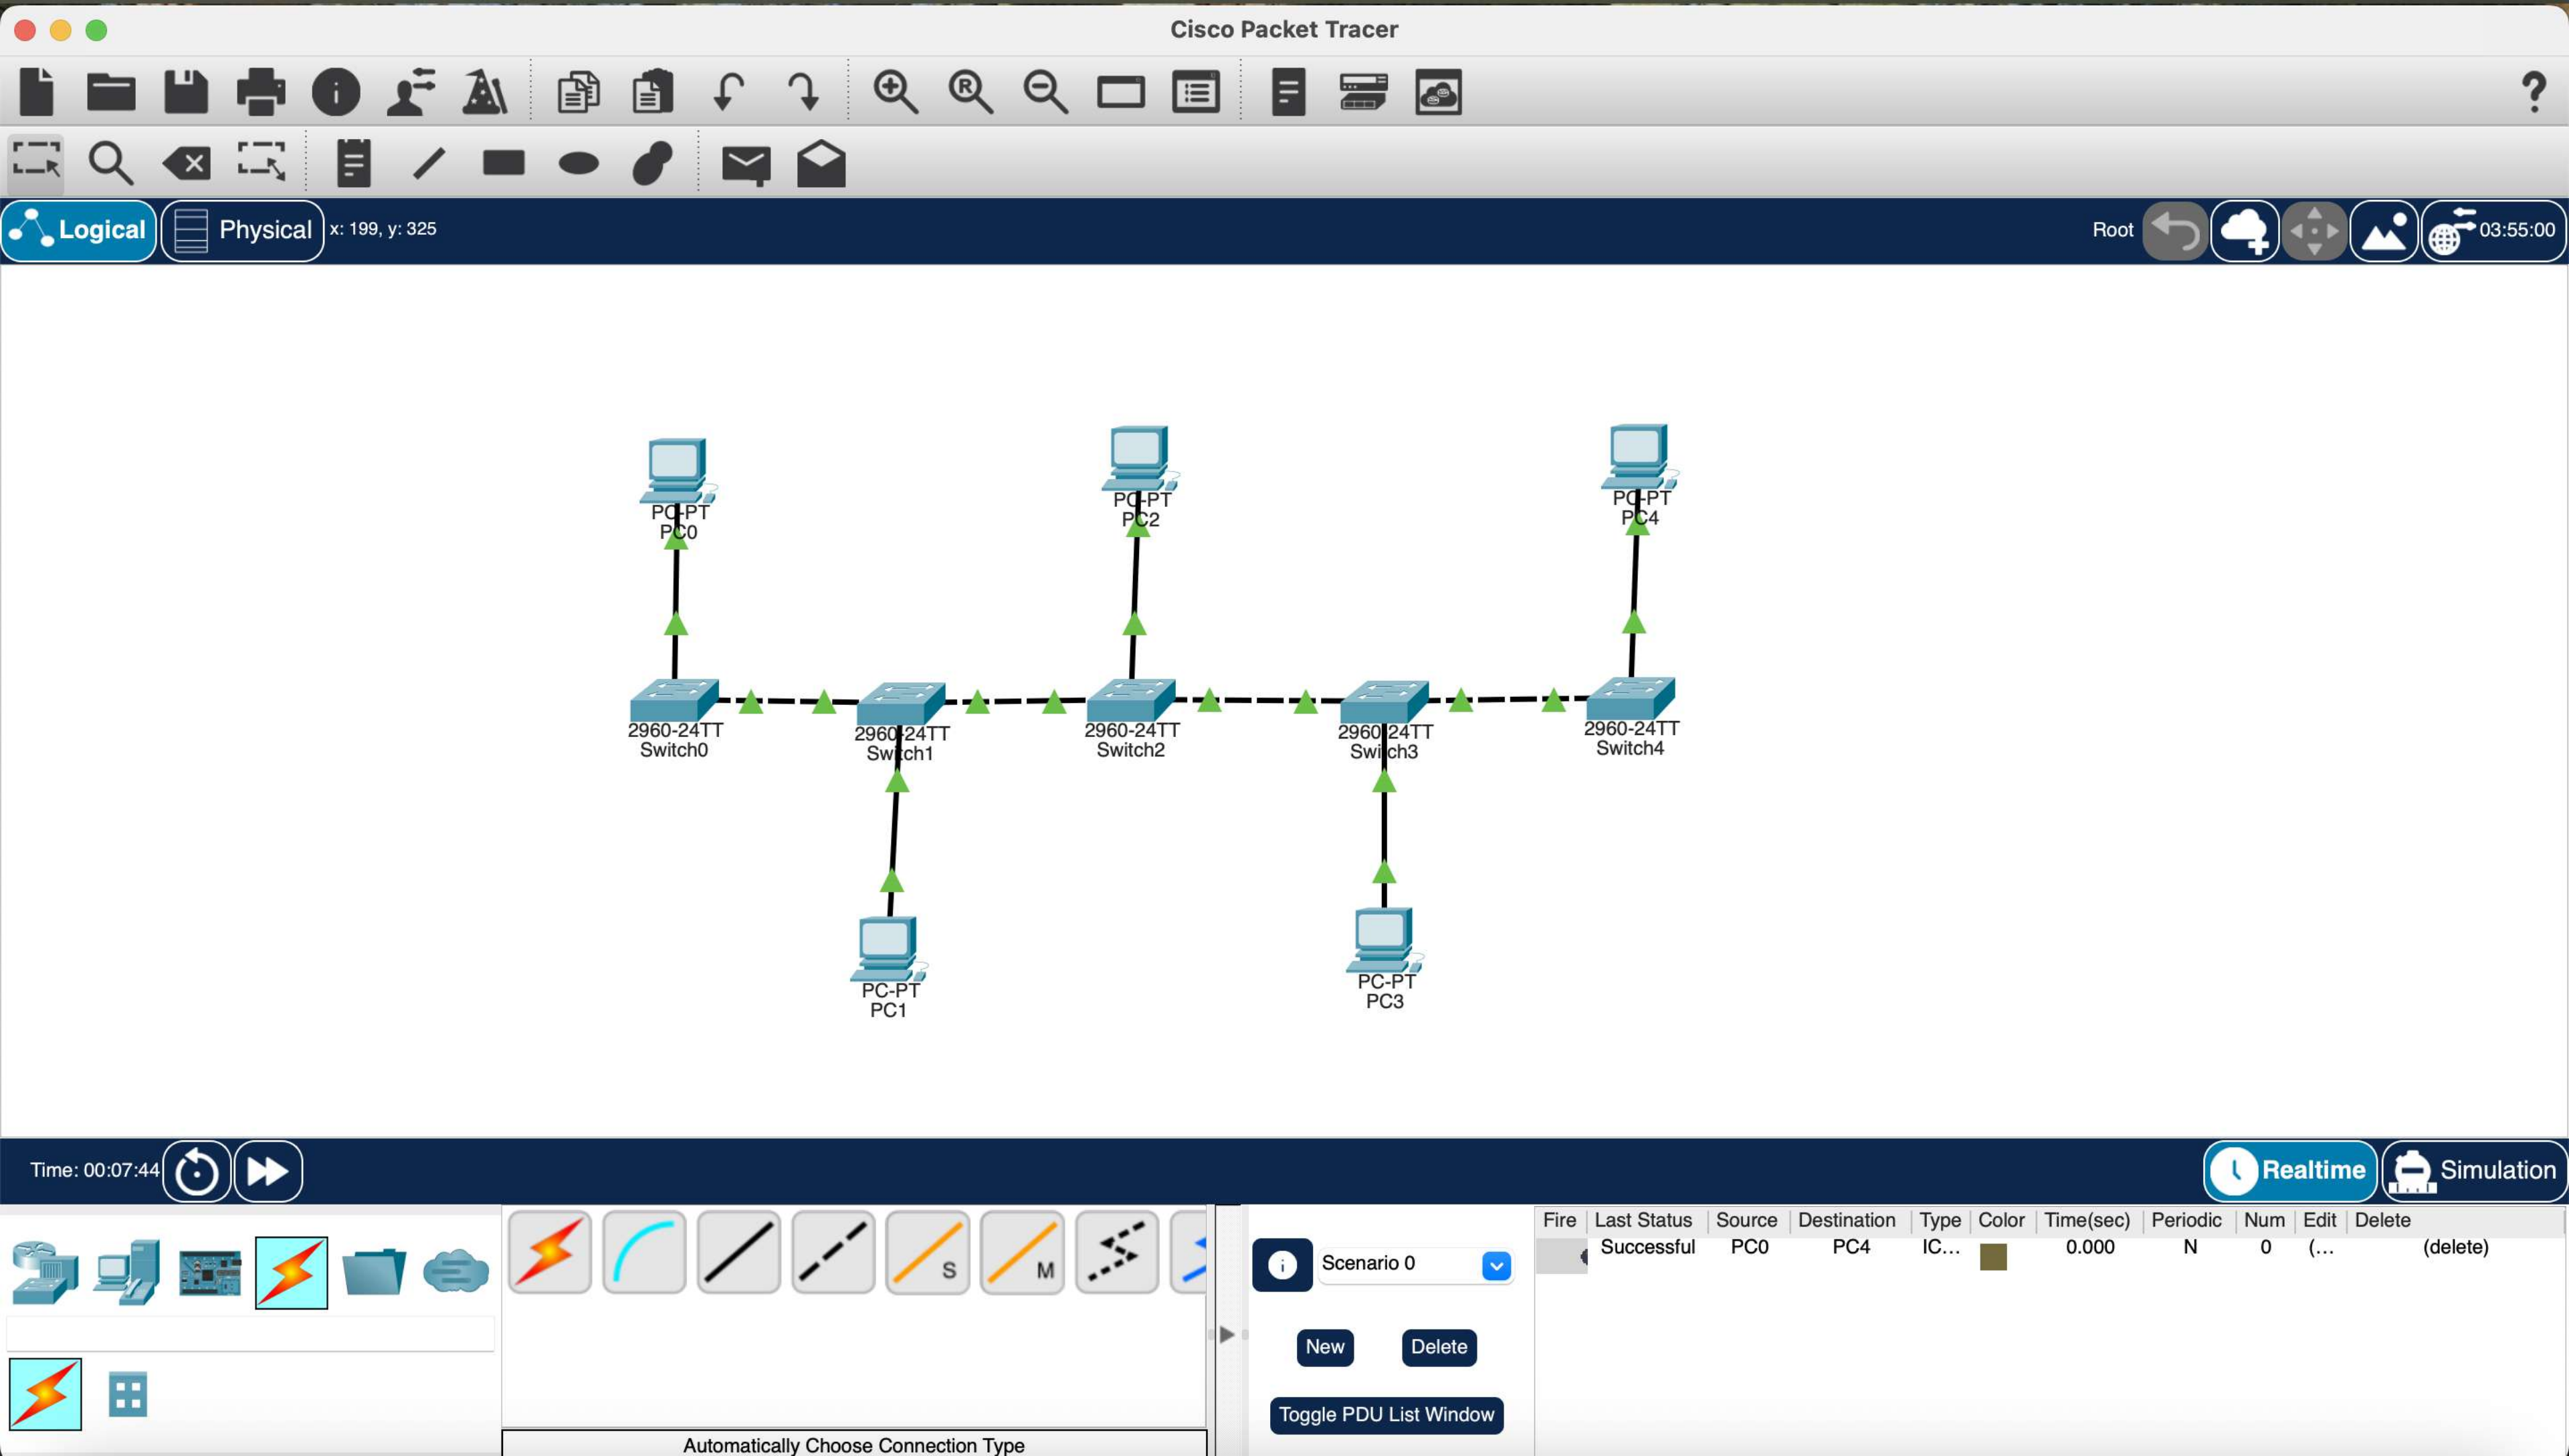 Cisco Packet Tracer
Logical
Physical
x: 199, y: 325
Root
03:55:00
PC-PT
PC0
PC-PT
PC2
PC-PT
PC4
2960-24TT
Switch0
2960-24TT
Switch1
2960-24TT
Switch2
2960-24TT
Switch3
2960-24TT
Switch4
PC-PT
PC1
PC-PT
PC3
Time: 00:07:44
Realtime
Simulation
S
M
Automatically Choose Connection Type
Scenario 0
New
Delete
Toggle PDU List Window
Fire Last Status Source Destination Type Color Time(sec) Periodic Num Edit Delete
Successful PC0 PC4 IC... 0.000 N 0 (... (delete)